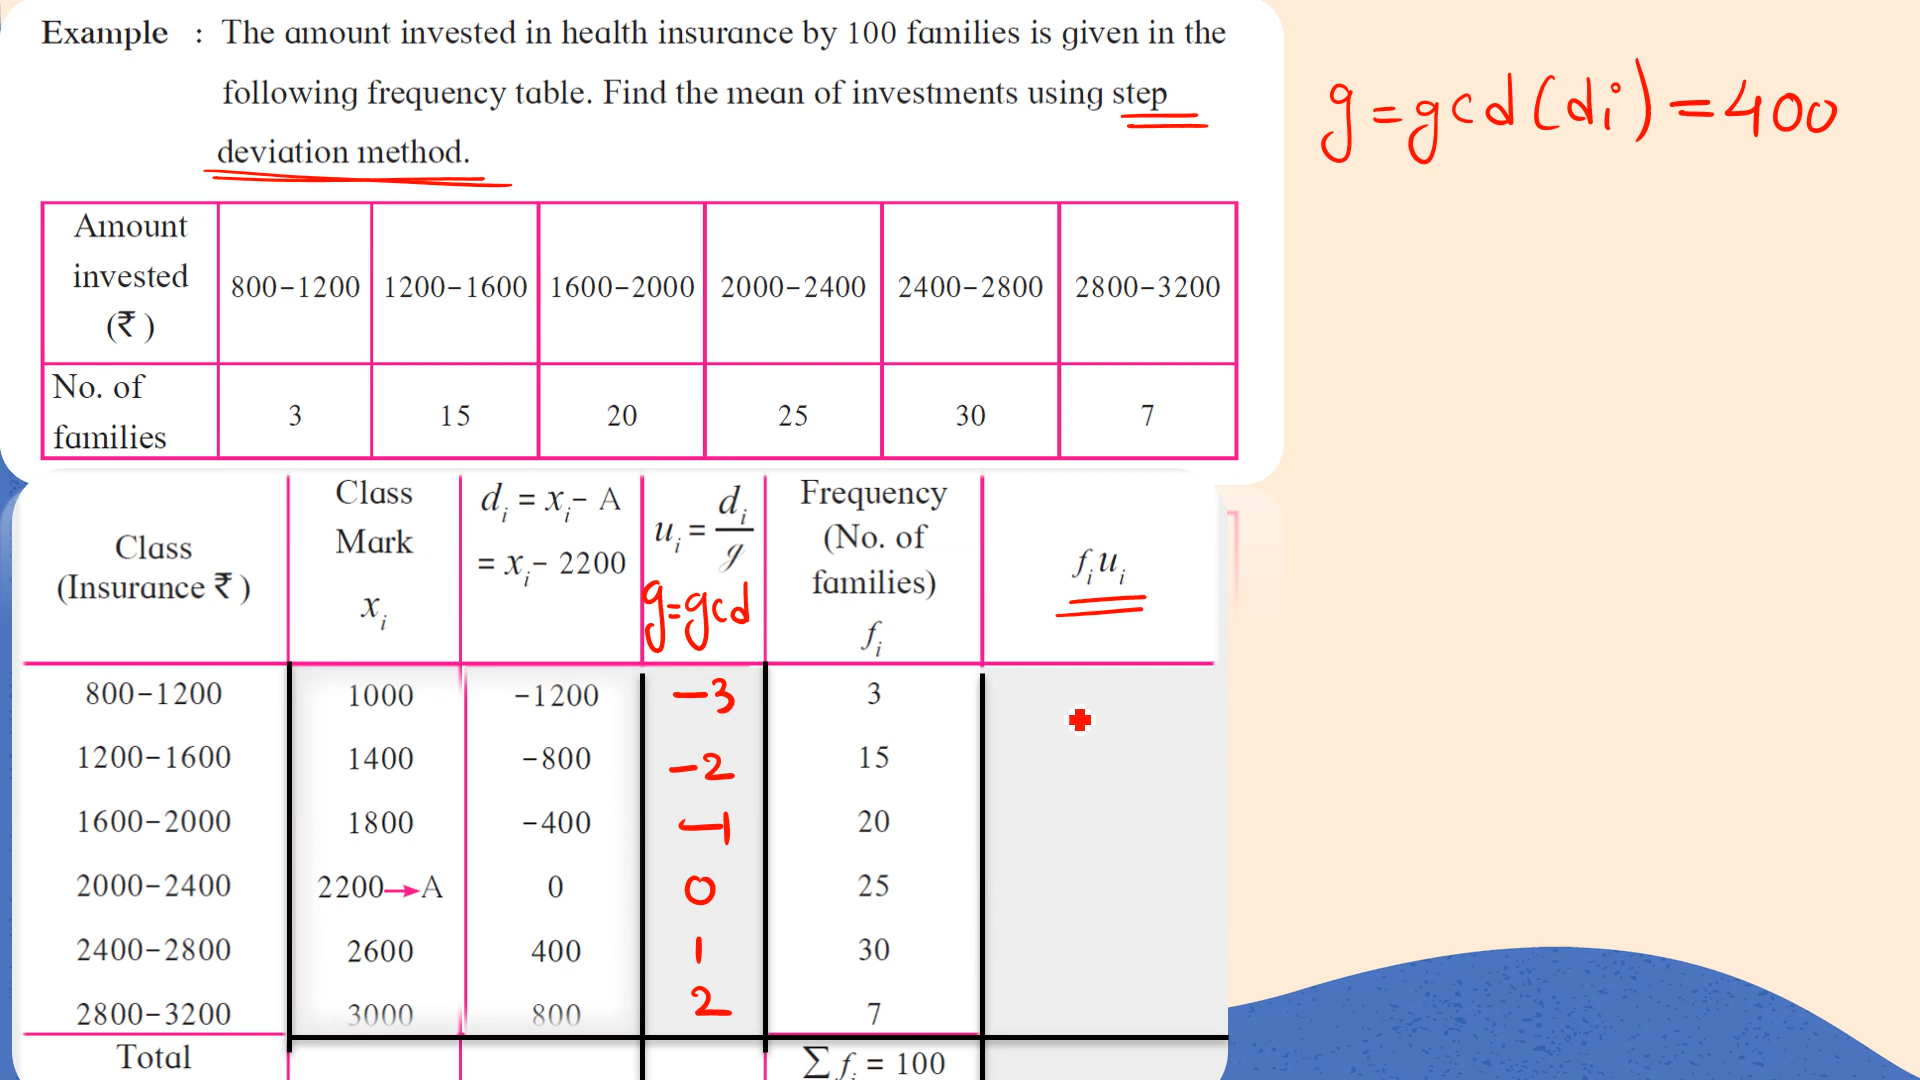 Example : The amount invested in health insurance by 100 families is given in the
following frequency table. Find the mean of investments using step
deviation method.
g = gcd (di) = 400
Amount invested (₹ ) 800-1200 1200-1600 1600-2000 2000-2400 2400-2800 2800-3200
No. of families 3 15 20 25 30 7
Class (Insurance ₹ ) Class Mark xᵢ dᵢ = xᵢ- A = xᵢ- 2200 uᵢ = dᵢ/g g=gcd Frequency (No. of families) fᵢ fᵢuᵢ
800-1200 1000 -1200 -3 3
1200-1600 1400 -800 -2 15
1600-2000 1800 -400 -1 20
2000-2400 2200→A 0 0 25
2400-2800 2600 400 1 30
2800-3200 3000 800 2 7
Total ∑ fᵢ = 100